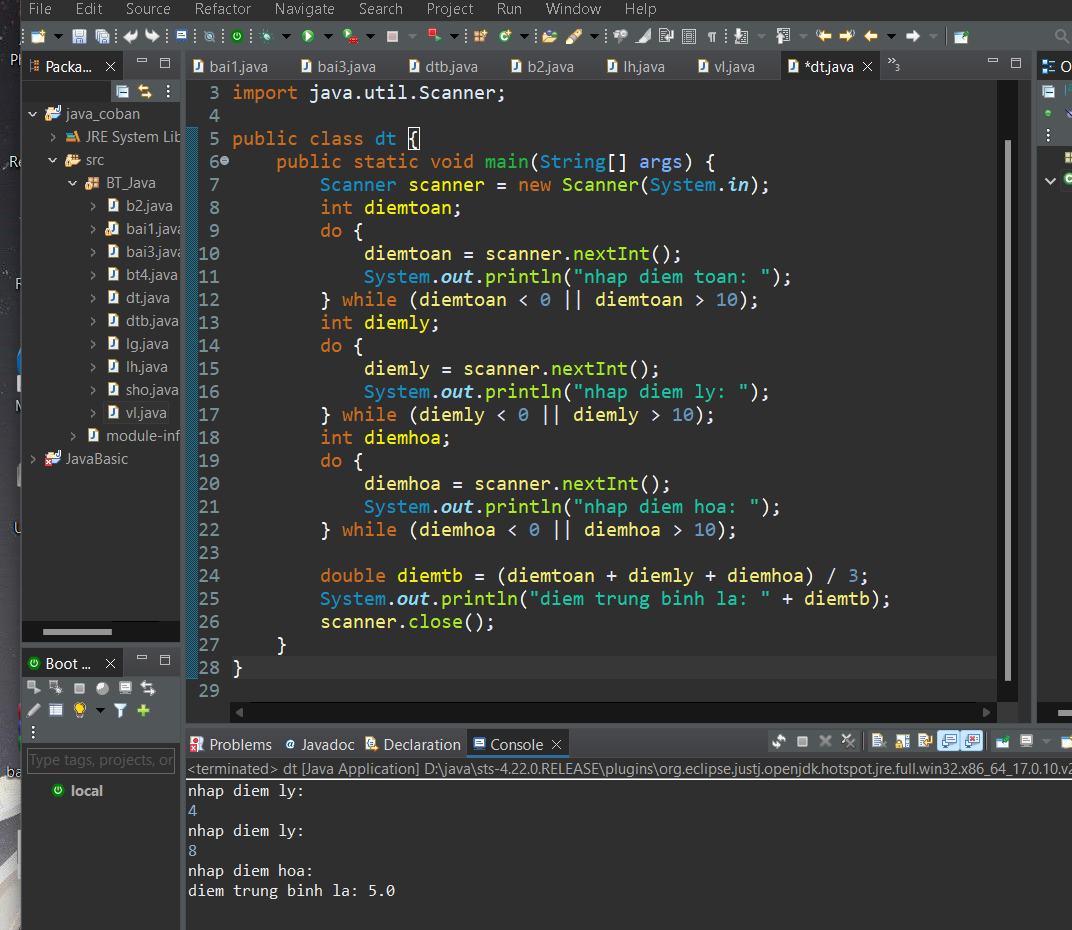 File Edit Source Refactor Navigate Search Project Run Window Help
Packa...
bai1.java bai3.java dtb.java b2.java lh.java vl.java *dt.java 3
java_coban
JRE System Lib
src
BT_Java
b2.java
bai1.java
bai3.java
bt4.java
dt.java
dtb.java
lg.java
lh.java
sho.java
vl.java
module-inf
JavaBasic
3 import java.util.Scanner;
4
5 public class dt {
6 public static void main(String[] args) {
7 Scanner scanner = new Scanner(System.in);
8 int diemtoan;
9 do {
10 diemtoan = scanner.nextInt();
11 System.out.println("nhap diem toan: ");
12 } while (diemtoan < 0 || diemtoan > 10);
13 int diemly;
14 do {
15 diemly = scanner.nextInt();
16 System.out.println("nhap diem ly: ");
17 } while (diemly < 0 || diemly > 10);
18 int diemhoa;
19 do {
20 diemhoa = scanner.nextInt();
21 System.out.println("nhap diem hoa: ");
22 } while (diemhoa < 0 || diemhoa > 10);
23
24 double diemtb = (diemtoan + diemly + diemhoa) / 3;
25 System.out.println("diem trung binh la: " + diemtb);
26 scanner.close();
27 }
28 }
29
Boot ...
Type tags, projects, or
local
Problems Javadoc Declaration Console
<terminated> dt [Java Application] D:\java\sts-4.22.0.RELEASE\plugins\org.eclipse.justj.openjdk.hotspot.jre.full.win32.x86_64_17.0.10.v2
nhap diem ly:
4
nhap diem ly:
8
nhap diem hoa:
diem trung binh la: 5.0